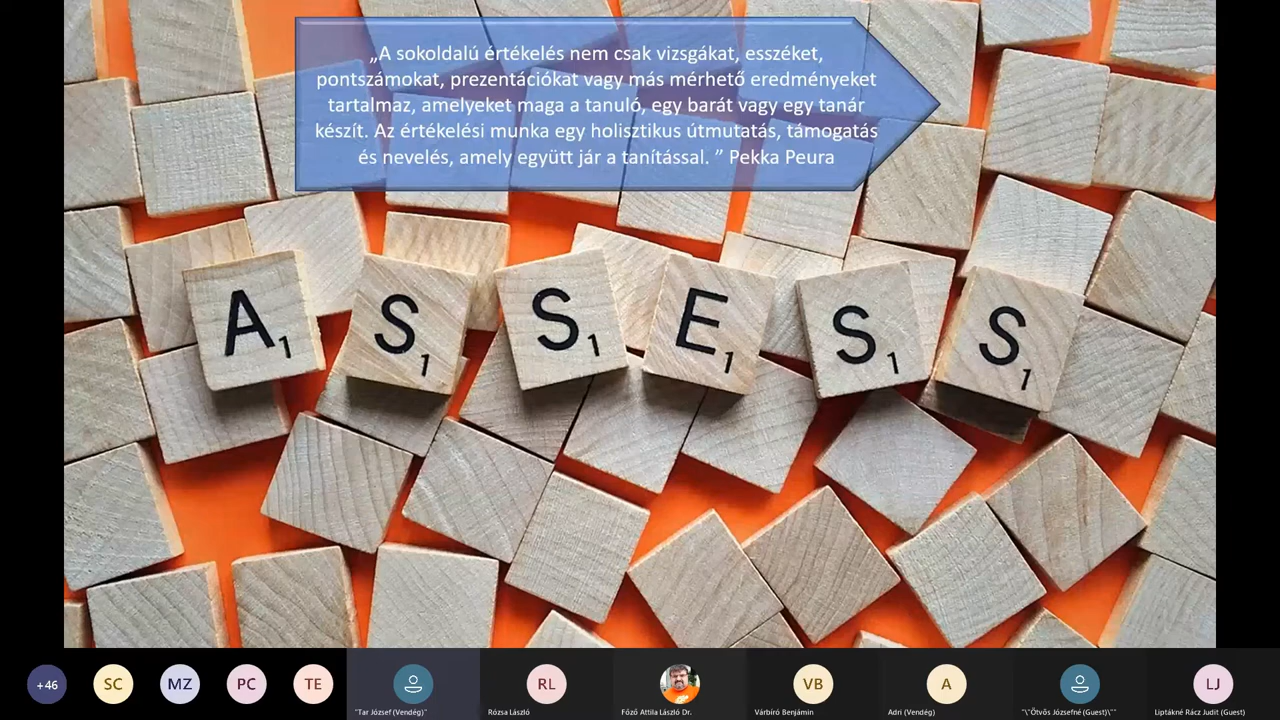 „A sokoldalú értékelés nem csak vizsgákat, esszéket,
pontszámokat, prezentációkat vagy más mérhető eredményeket
tartalmaz, amelyeket maga a tanuló, egy barát vagy egy tanár
készít. Az értékelési munka egy holisztikus útmutatás, támogatás
és nevelés, amely együtt jár a tanítással. ” Pekka Peura
A1 S1 S1 E1 S1 S1
+46 SC MZ PC TE RL VB A LJ
"Tar József (Vendég)" Rózsa László Főző Attila László Dr. Várbíró Benjámin Adri (Vendég) "\"Ötvös Józsefné (Guest)\"" Liptákné Rácz Judit (Guest)